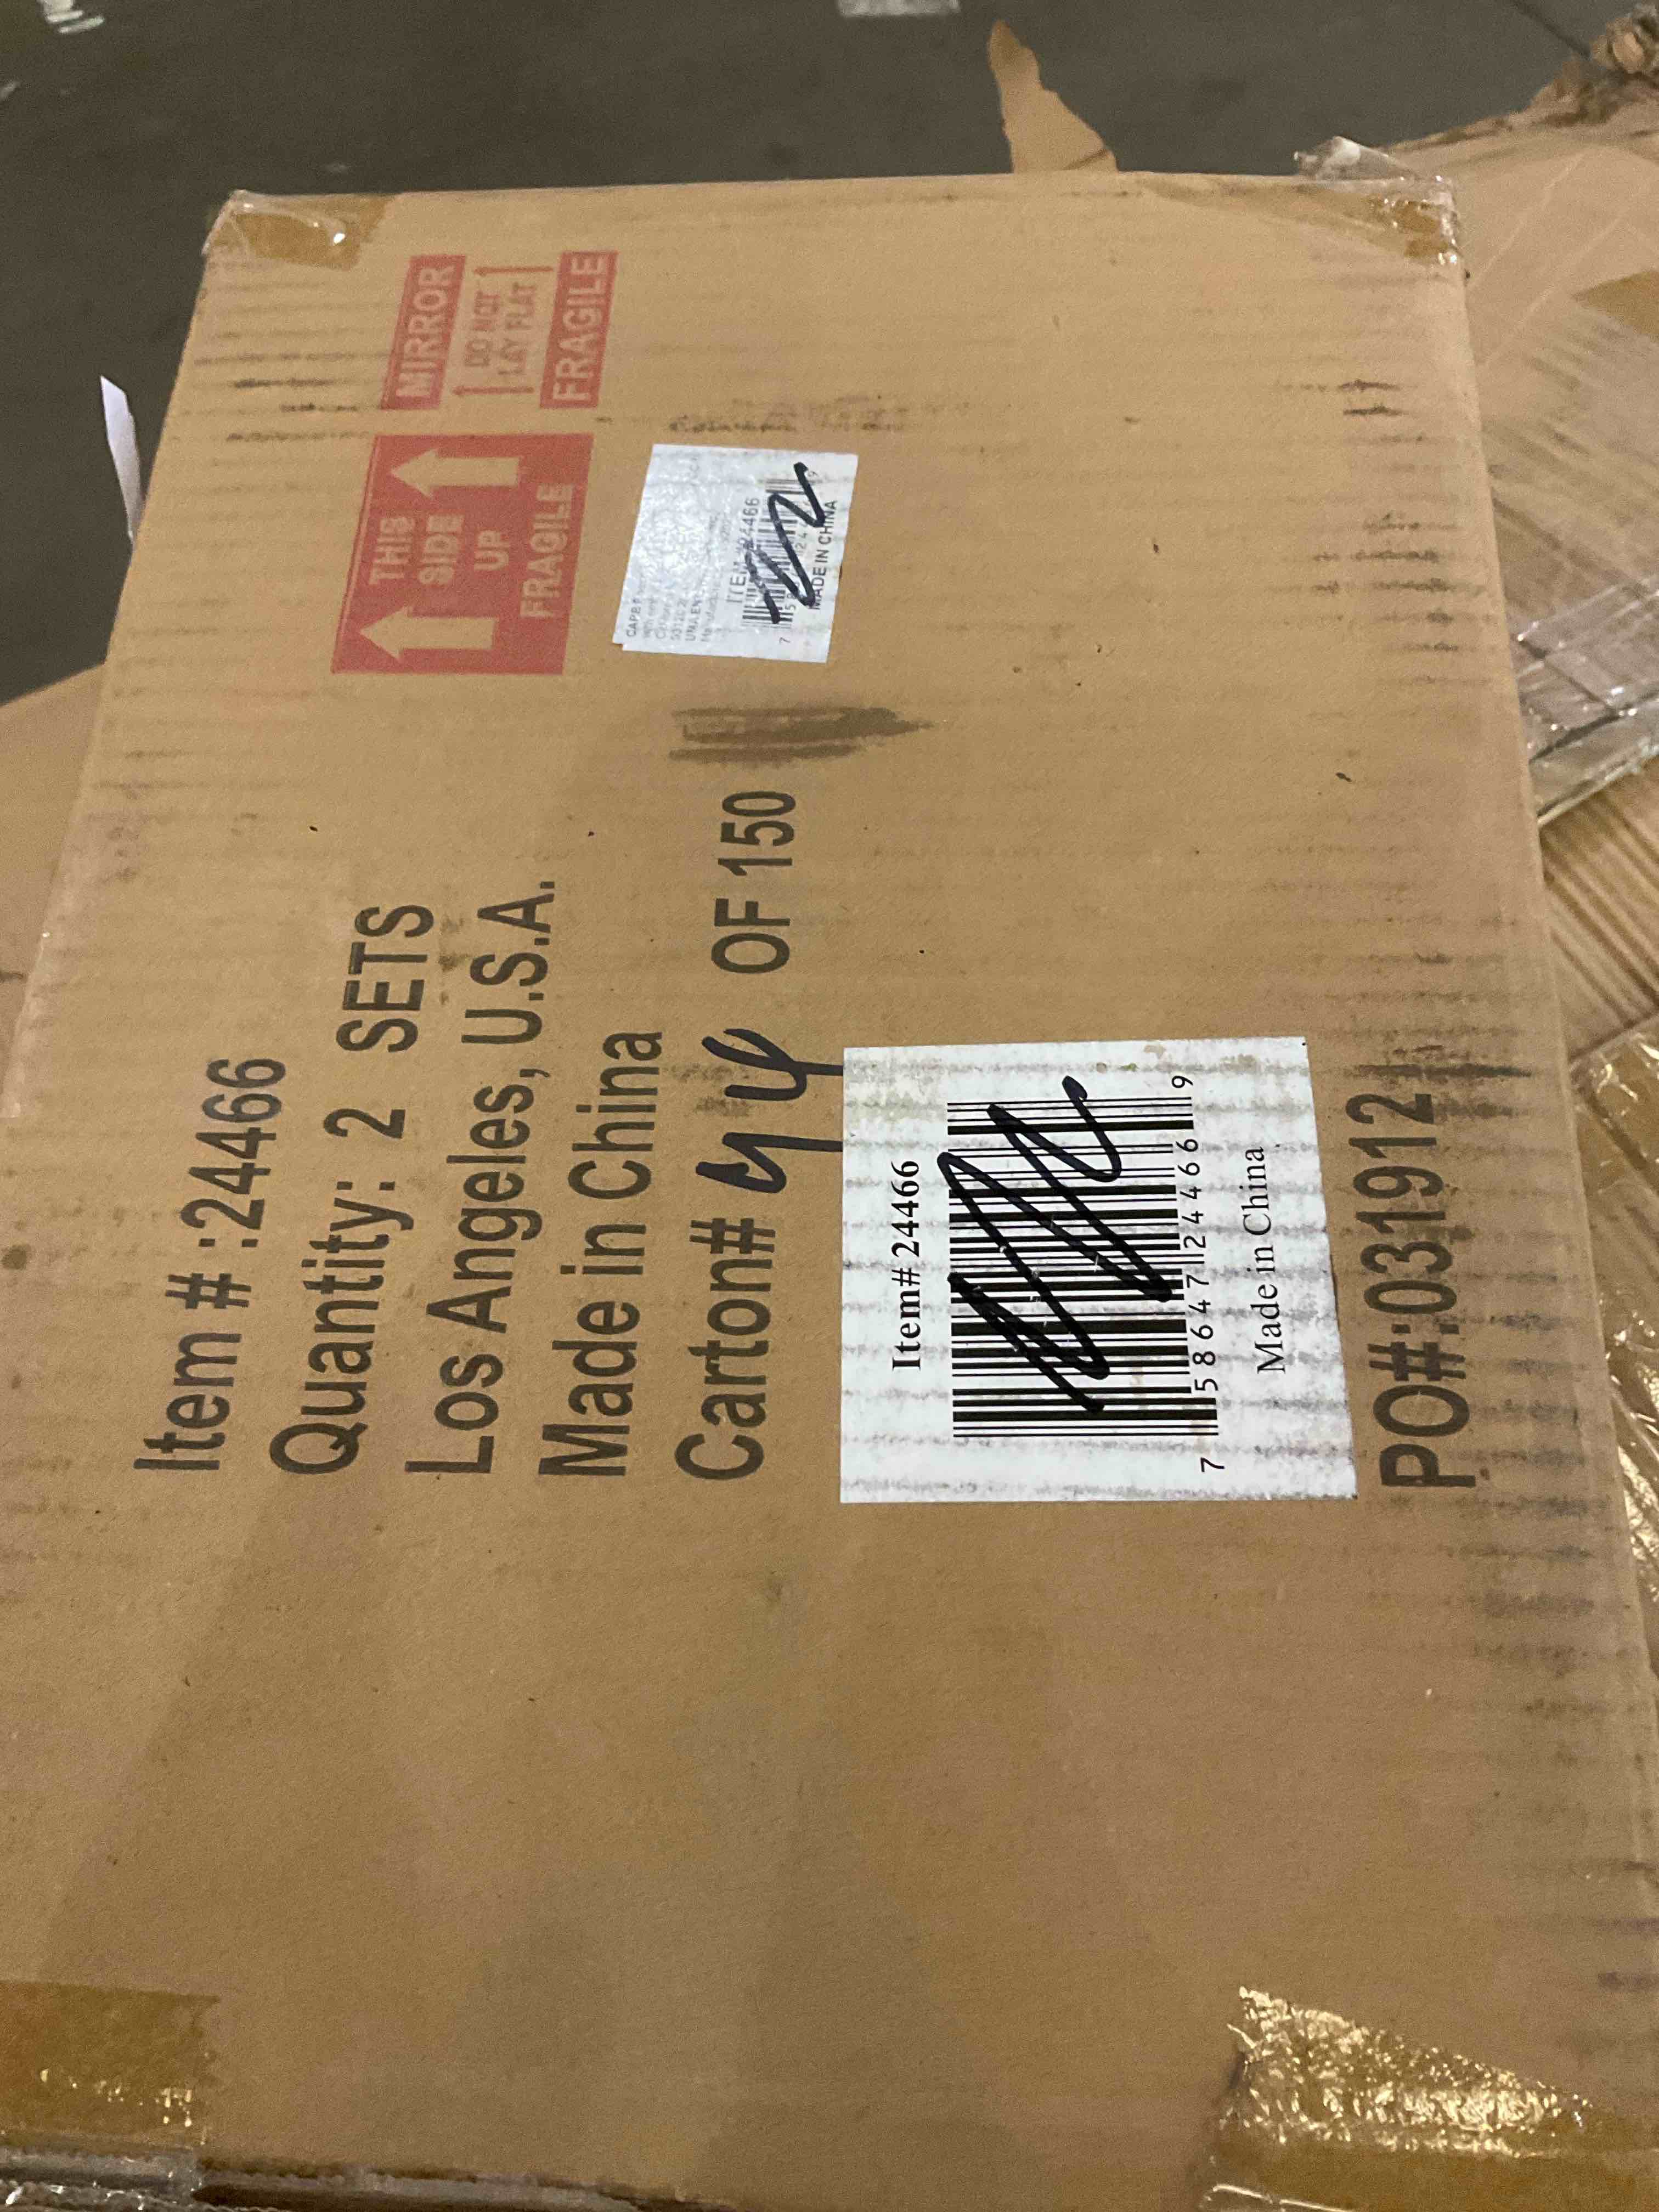 Item # :24466
Quantity: 2 SETS
Los Angeles, U.S.A.
Made in China
Carton# 44 OF 150
Item# 24466
7 58647 24466 9
Made in China
PO#:031912
THIS
SIDE
UP
FRAGILE
MIRROR
DO NOT
LAY FLAT
FRAGILE
24466
MADE IN CHINA